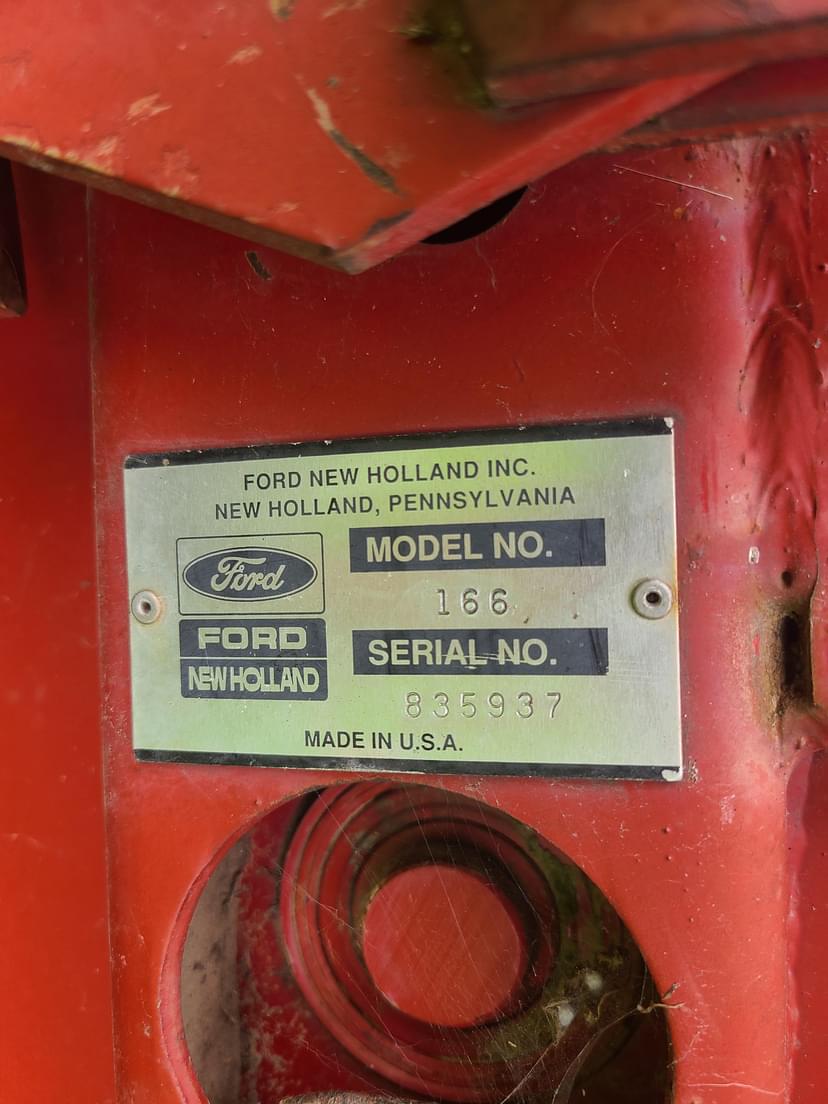 FORD NEW HOLLAND INC.
NEW HOLLAND, PENNSYLVANIA
Ford
FORD
NEW HOLLAND
MODEL NO.
166
SERIAL NO.
835937
MADE IN U.S.A.